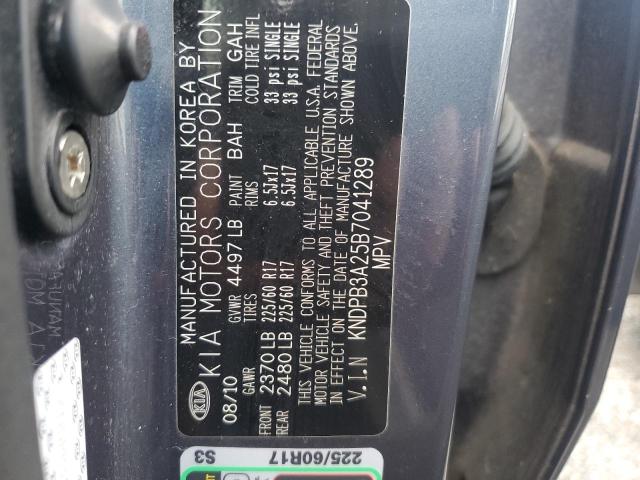 MANUFACTURED IN KOREA BY
KIA KIA MOTORS CORPORATION
08/10 GVWR 4497 LB PAINT BAH TRIM GAH
GAWR TIRES RIMS COLD TIRE INFL
FRONT 2370 LB 225/60 R17 6.5Jx17 33 psi SINGLE
REAR 2480 LB 225/60 R17 6.5Jx17 33 psi SINGLE
THIS VEHICLE CONFORMS TO ALL APPLICABLE U.S.A. FEDERAL
MOTOR VEHICLE SAFETY AND THEFT PREVENTION STANDARDS
IN EFFECT ON THE DATE OF MANUFACTURE SHOWN ABOVE.
V.I.N KNDPB3A25B7041289
MPV
S3 225/60R17